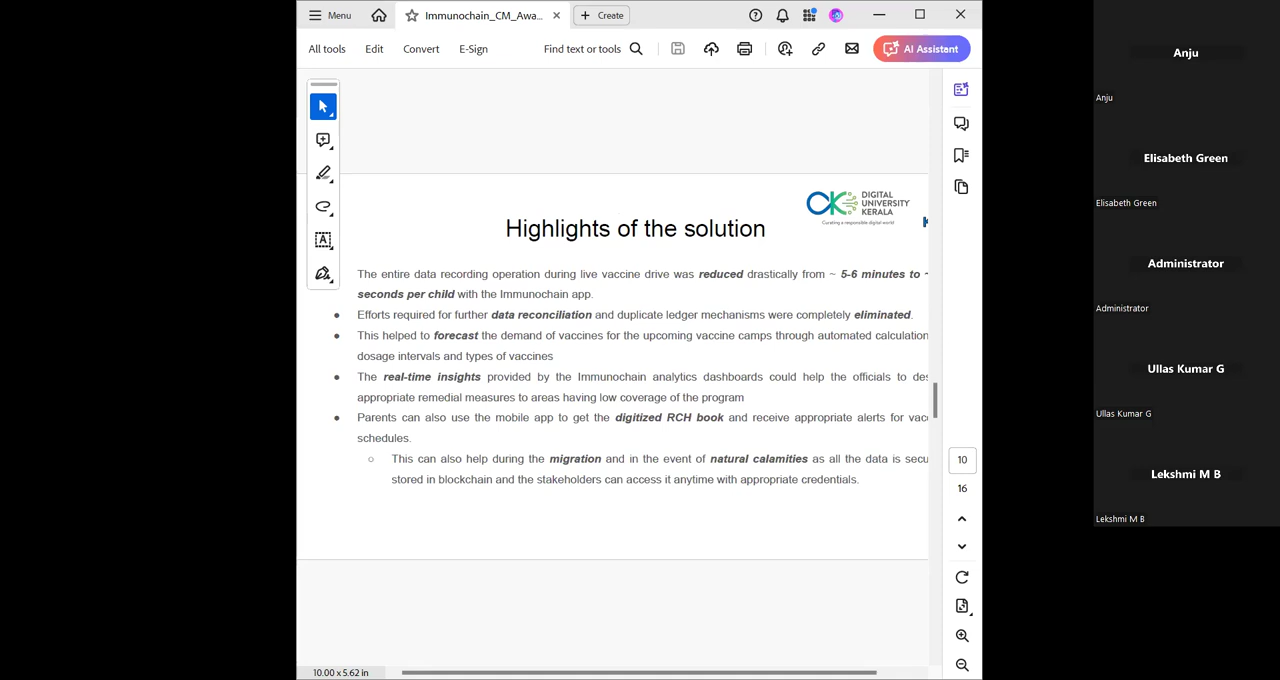 Menu
Immunochain_CM_Awa...
Create
All tools
Edit
Convert
E-Sign
Find text or tools
AI Assistant
DIGITAL
UNIVERSITY
KERALA
Curating a responsible digital world
Highlights of the solution
The entire data recording operation during live vaccine drive was reduced drastically from ~ 5-6 minutes to ~
seconds per child with the Immunochain app.
● Efforts required for further data reconciliation and duplicate ledger mechanisms were completely eliminated.
● This helped to forecast the demand of vaccines for the upcoming vaccine camps through automated calculation
dosage intervals and types of vaccines
● The real-time insights provided by the Immunochain analytics dashboards could help the officials to des
appropriate remedial measures to areas having low coverage of the program
● Parents can also use the mobile app to get the digitized RCH book and receive appropriate alerts for vacc
schedules.
○ This can also help during the migration and in the event of natural calamities as all the data is secu
stored in blockchain and the stakeholders can access it anytime with appropriate credentials.
10
16
10.00 x 5.62 in
Anju
Anju
Elisabeth Green
Elisabeth Green
Administrator
Administrator
Ullas Kumar G
Ullas Kumar G
Lekshmi M B
Lekshmi M B